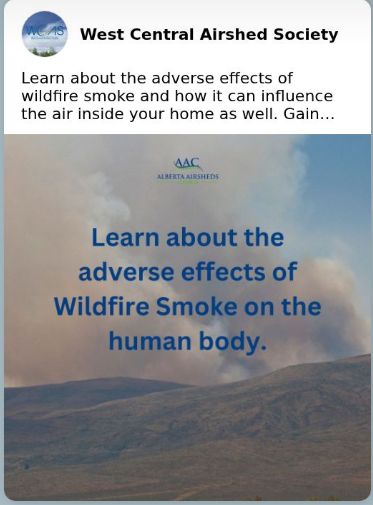 WCAS
West Central Airshed Society
Learn about the adverse effects of
wildfire smoke and how it can influence
the air inside your home as well. Gain...
AAC
ALBERTA AIRSHEDS
Learn about the
adverse effects of
Wildfire Smoke on the
human body.